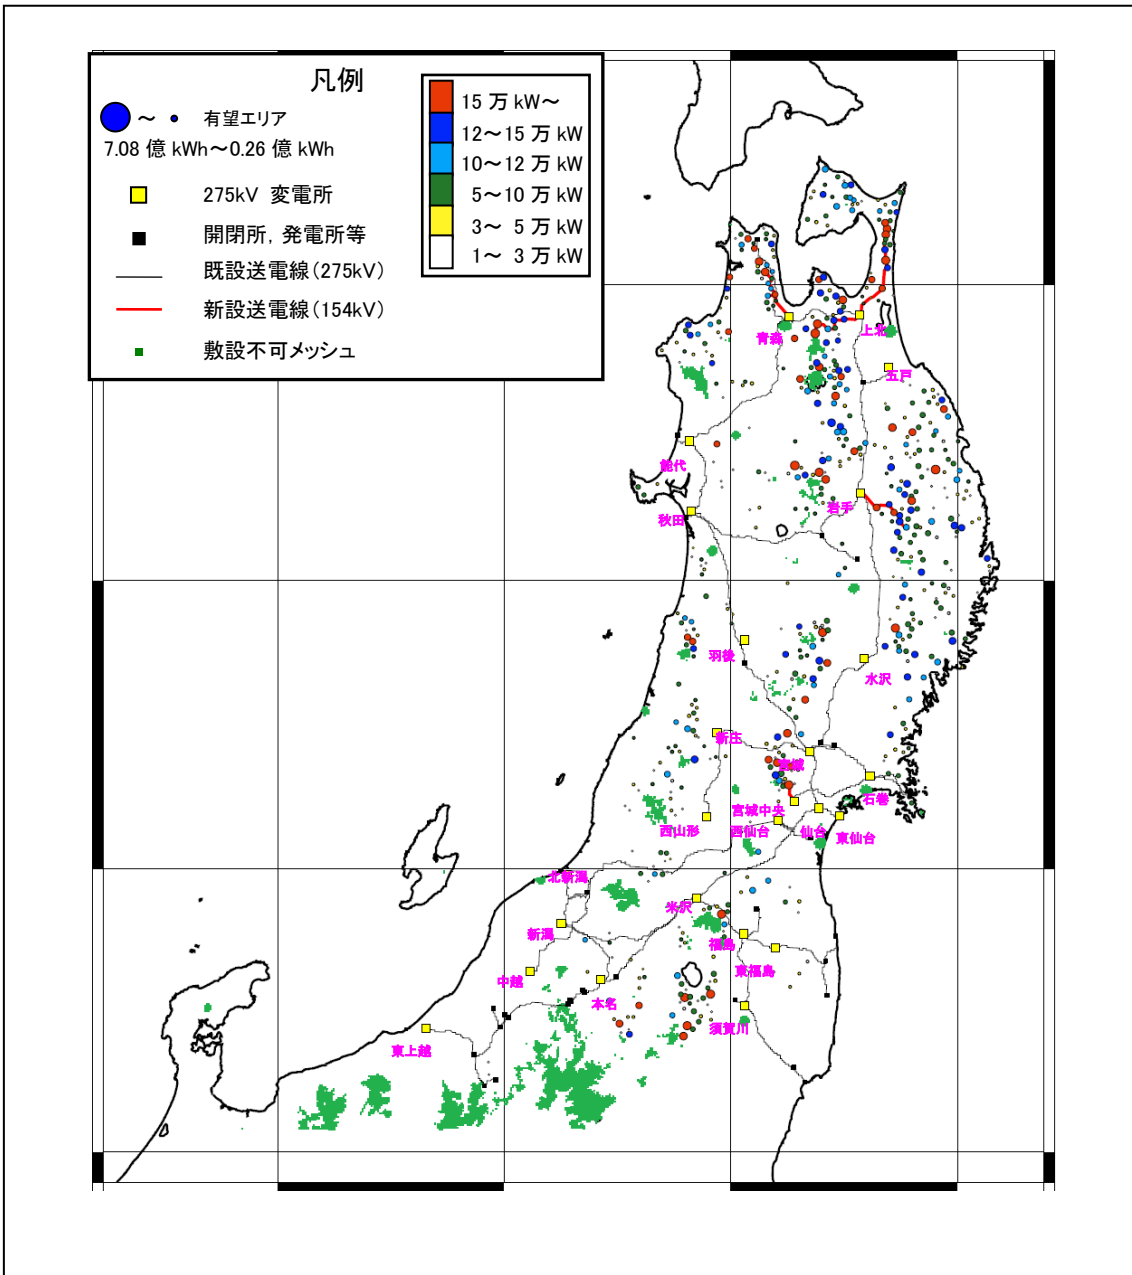 凡例
～ 有望エリア
7.08 億 kWh～0.26 億 kWh
275kV 変電所
開閉所，発電所等
既設送電線(275kV)
新設送電線(154kV)
敷設不可メッシュ
15 万 kW～
12～15 万 kW
10～12 万 kW
5～10 万 kW
3～ 5 万 kW
1～ 3 万 kW
青森
上北
五戸
能代
岩手
秋田
羽後
水沢
新庄
宮城
石巻
宮城中央
西山形
西仙台
仙台
東仙台
北新潟
米沢
新潟
福島
東福島
中越
本名
須賀川
東上越